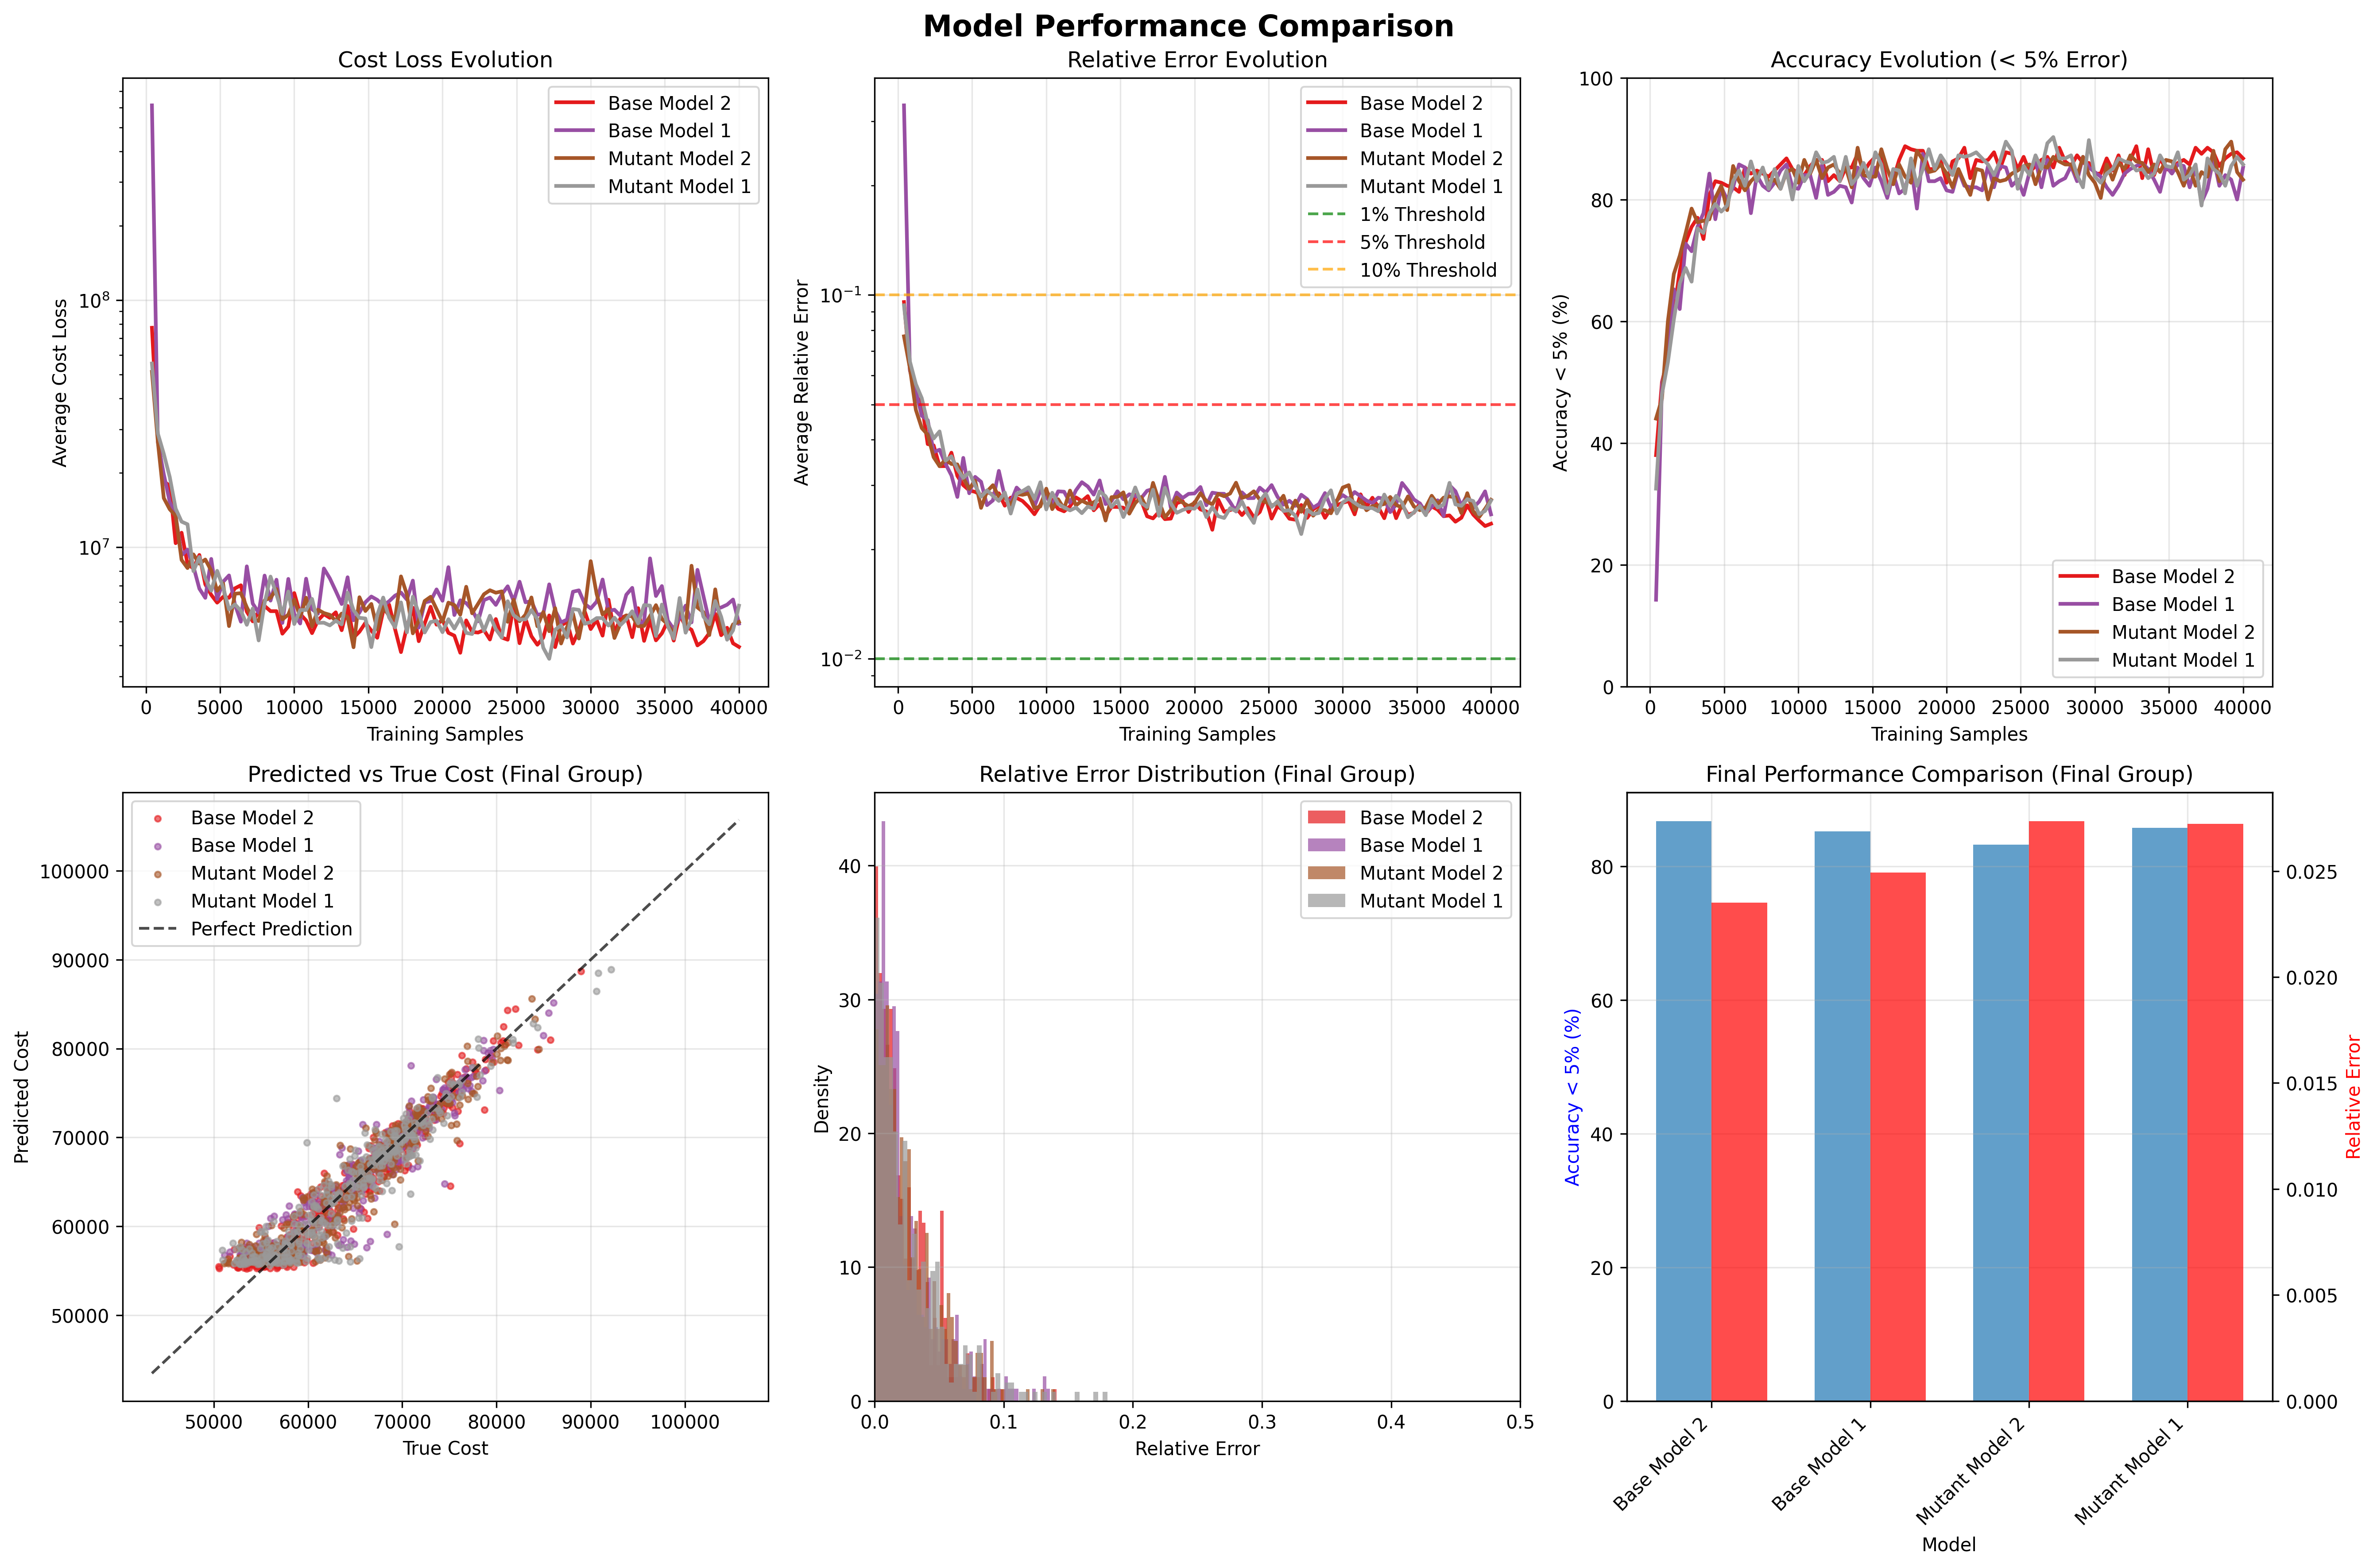 Model Performance Comparison
Cost Loss Evolution
Average Cost Loss
10⁸
10⁷
0 5000 10000 15000 20000 25000 30000 35000 40000
Training Samples
Base Model 2
Base Model 1
Mutant Model 2
Mutant Model 1
Relative Error Evolution
Average Relative Error
10⁻¹
10⁻²
0 5000 10000 15000 20000 25000 30000 35000 40000
Training Samples
Base Model 2
Base Model 1
Mutant Model 2
Mutant Model 1
1% Threshold
5% Threshold
10% Threshold
Accuracy Evolution (< 5% Error)
Accuracy < 5% (%)
100
80
60
40
20
0
0 5000 10000 15000 20000 25000 30000 35000 40000
Training Samples
Base Model 2
Base Model 1
Mutant Model 2
Mutant Model 1
Predicted vs True Cost (Final Group)
Predicted Cost
100000
90000
80000
70000
60000
50000
50000 60000 70000 80000 90000 100000
True Cost
Base Model 2
Base Model 1
Mutant Model 2
Mutant Model 1
Perfect Prediction
Relative Error Distribution (Final Group)
Density
40
30
20
10
0
0.0 0.1 0.2 0.3 0.4 0.5
Relative Error
Base Model 2
Base Model 1
Mutant Model 2
Mutant Model 1
Final Performance Comparison (Final Group)
Accuracy < 5% (%)
80
60
40
20
0
Relative Error
0.025
0.020
0.015
0.010
0.005
0.000
Base Model 2
Base Model 1
Mutant Model 2
Mutant Model 1
Model